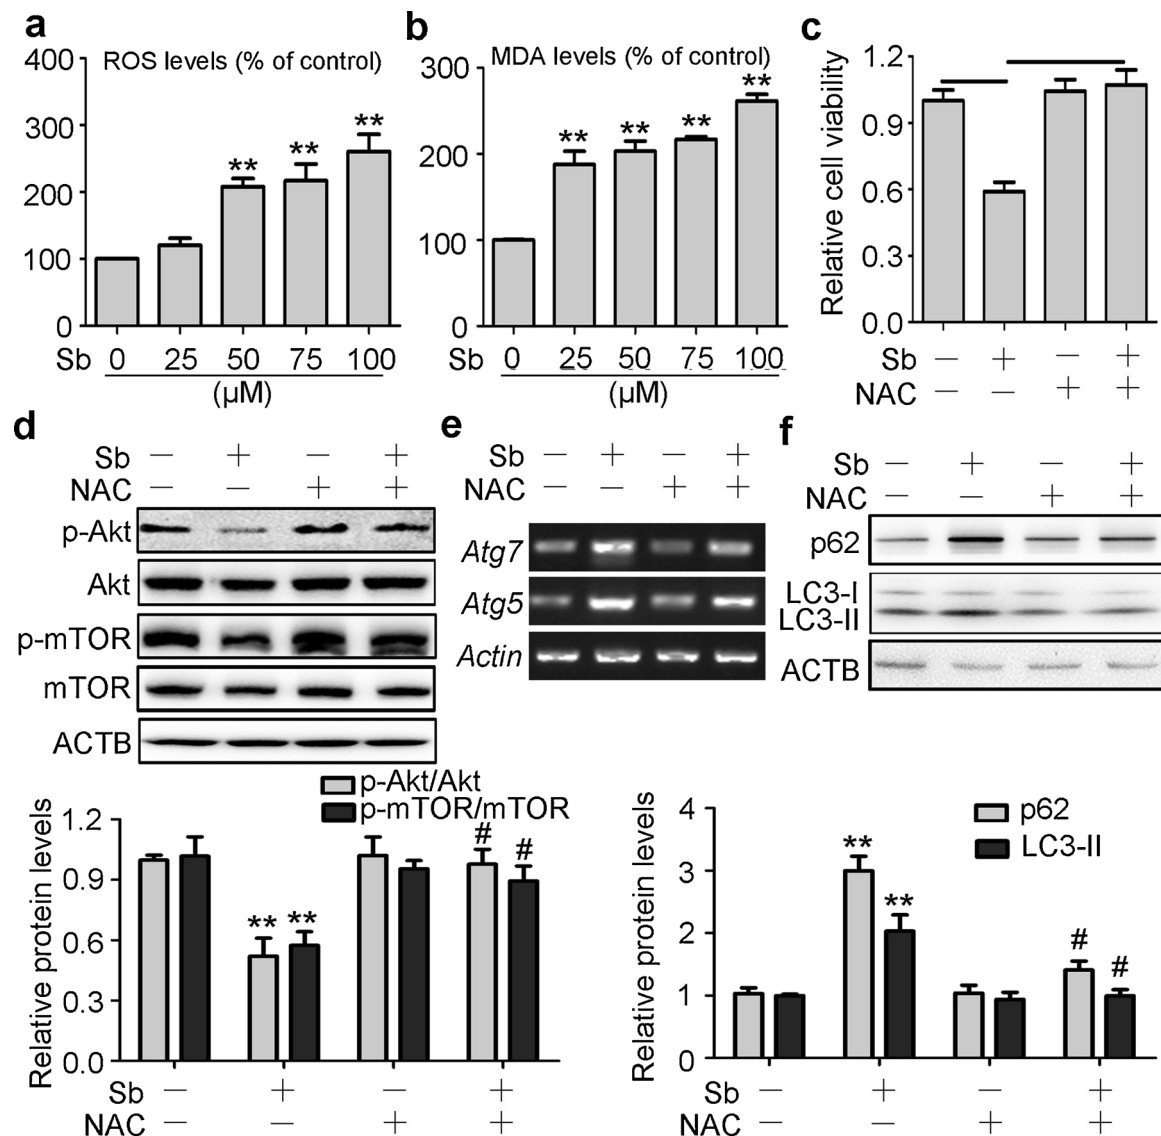 a
ROS levels (% of control)
400
300
200
100
0
Sb 0 25 50 75 100
(μM)
b
MDA levels (% of control)
300
200
100
0
Sb 0 25 50 75 100
(μM)
c
Relative cell viability
1.2
0.9
0.6
0.3
0.0
** ** **
** ** ** **
Sb — + — +
NAC — — + +
d
Sb — + — +
NAC — — + +
p-Akt
Akt
p-mTOR
mTOR
ACTB
e
Sb — + — +
NAC — — + +
Atg7
Atg5
Actin
f
Sb — + — +
NAC — — + +
p62
LC3-I
LC3-II
ACTB
p-Akt/Akt
p-mTOR/mTOR
Relative protein levels
1.2
0.9
0.6
0.3
0.0
** ** # #
Sb — + — +
NAC — — + +
p62
LC3-II
Relative protein levels
4
3
2
1
0
** ** # #
Sb — + — +
NAC — — + +